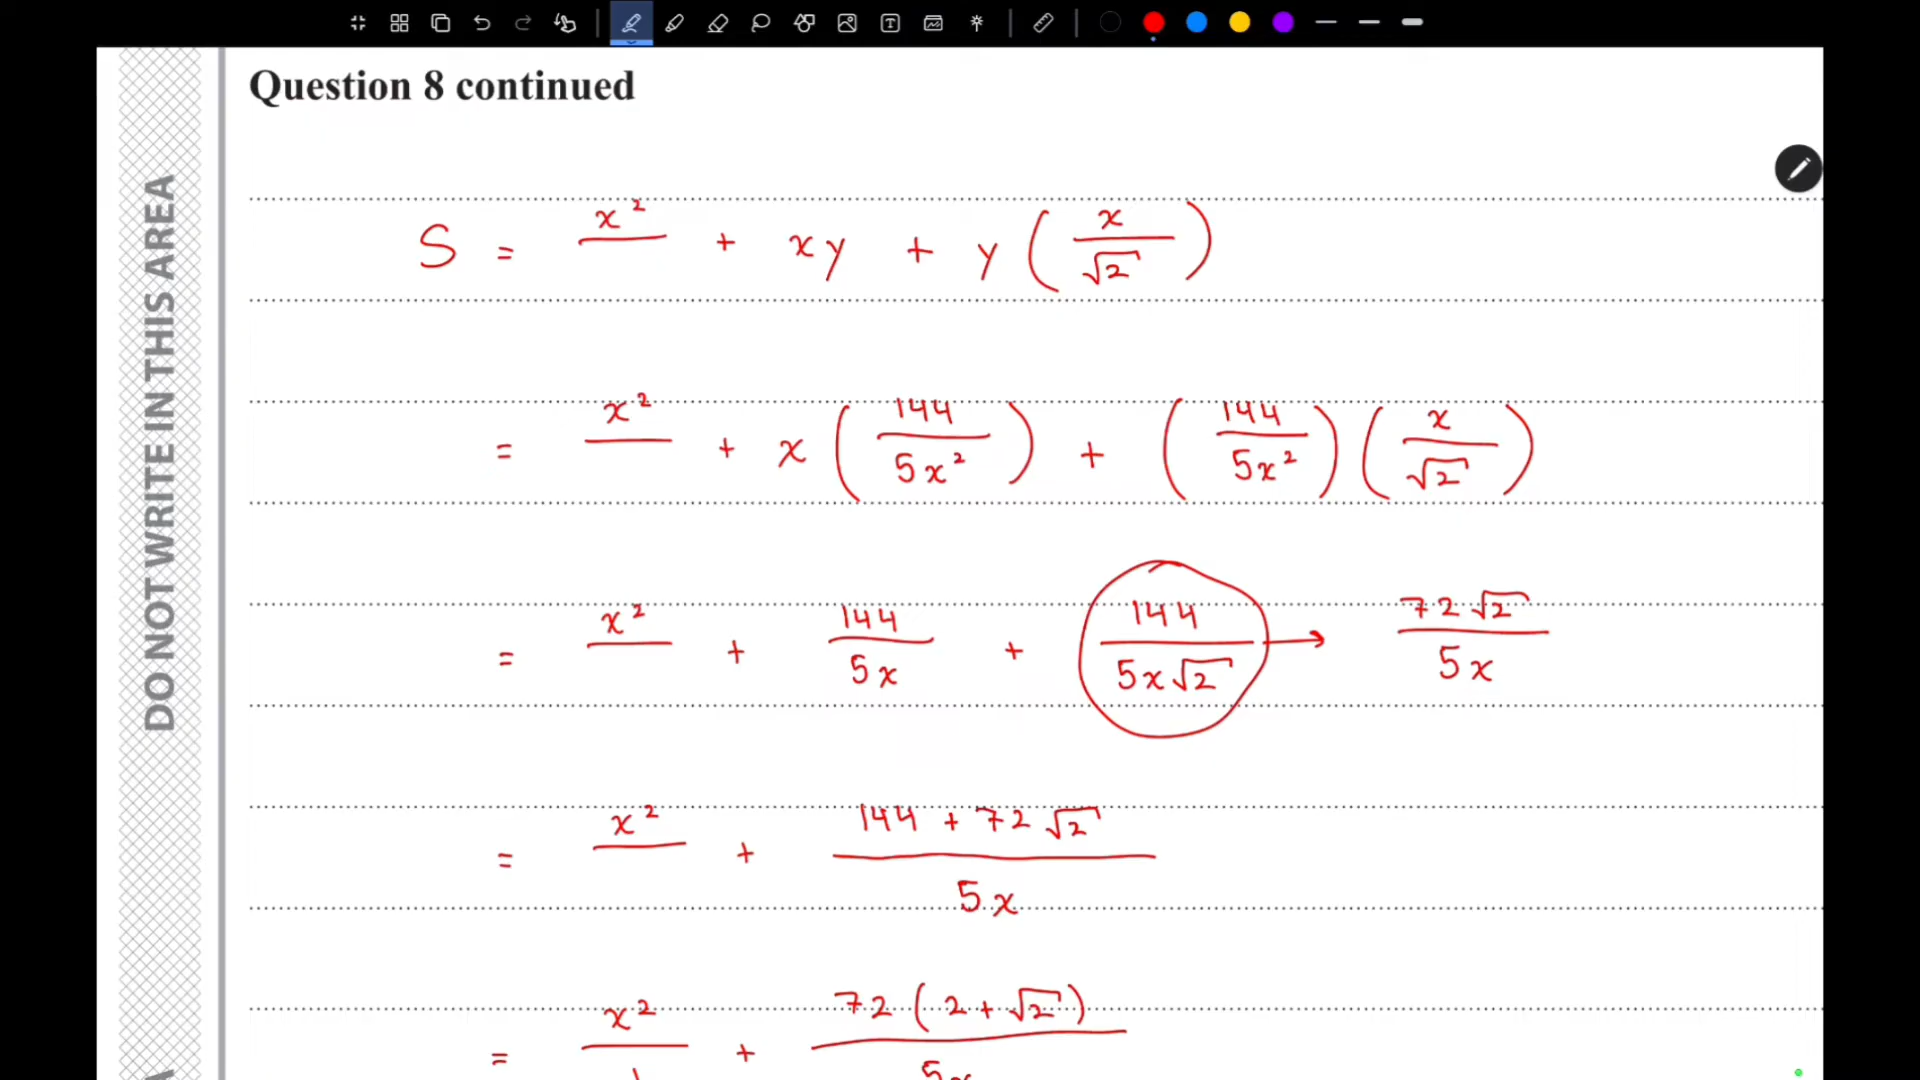 Question 8 continued
DO NOT WRITE IN THIS AREA
S = x²/ + xy + y(x/√2)
= x²/ + x(144/5x²) + (144/5x²)(x/√2)
= x²/ + 144/5x + 144/5x√2 → 72√2/5x
= x²/ + (144 + 72√2)/5x
= x²/ + 72(2 + √2)/5x